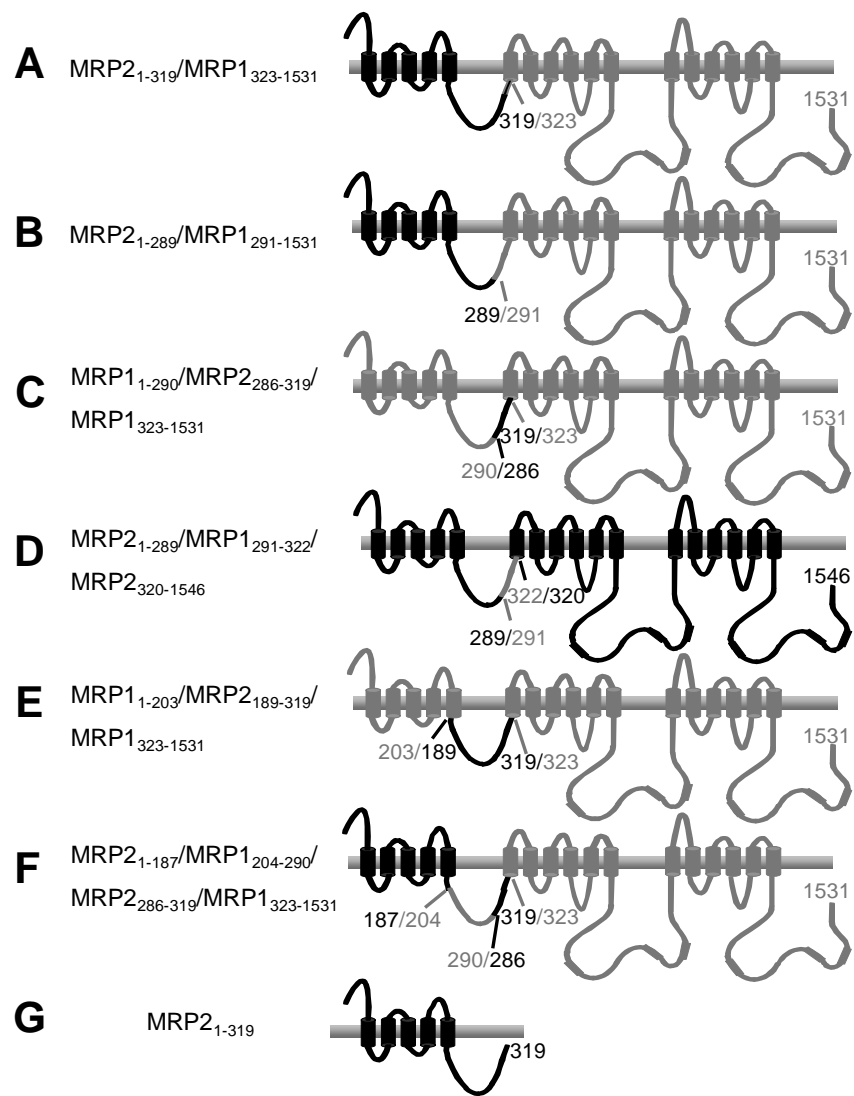 A
MRP2₁₋₃₁₉/MRP1₃₂₃₋₁₅₃₁
1531
319/323
B
MRP2₁₋₂₈₉/MRP1₂₉₁₋₁₅₃₁
1531
289/291
C
MRP1₁₋₂₉₀/MRP2₂₈₆₋₃₁₉/
MRP1₃₂₃₋₁₅₃₁
1531
319/323
290/286
D
MRP2₁₋₂₈₉/MRP1₂₉₁₋₃₂₂/
MRP2₃₂₀₋₁₅₄₆
1546
322/320
289/291
E
MRP1₁₋₂₀₃/MRP2₁₈₉₋₃₁₉/
MRP1₃₂₃₋₁₅₃₁
1531
203/189
319/323
F
MRP2₁₋₁₈₇/MRP1₂₀₄₋₂₉₀/
MRP2₂₈₆₋₃₁₉/MRP1₃₂₃₋₁₅₃₁
1531
187/204
319/323
290/286
G
MRP2₁₋₃₁₉
319